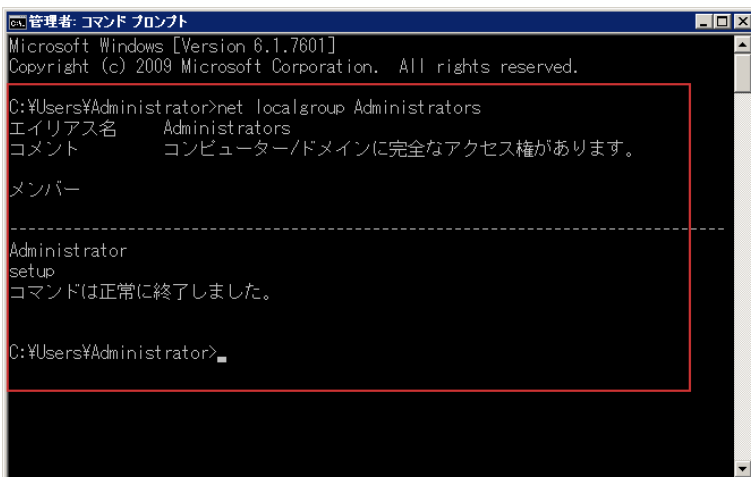 管理者: コマンド プロンプト
Microsoft Windows [Version 6.1.7601]
Copyright (c) 2009 Microsoft Corporation.  All rights reserved.
C:¥Users¥Administrator>net localgroup Administrators
エイリアス名     Administrators
コメント         コンピューター/ドメインに完全なアクセス権があります。
メンバー
-------------------------------------------------------------------------------
Administrator
setup
コマンドは正常に終了しました。
C:¥Users¥Administrator>